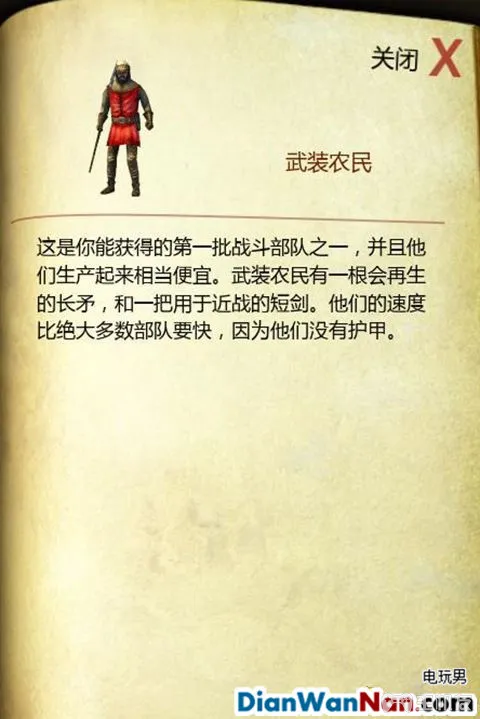 关闭 X
武装农民
这是你能获得的第一批战斗部队之一，并且他
们生产起来相当便宜。武装农民有一根会再生
的长矛，和一把用于近战的短剑。他们的速度
比绝大多数部队要快，因为他们没有护甲。
电玩男
DianWanNan.com